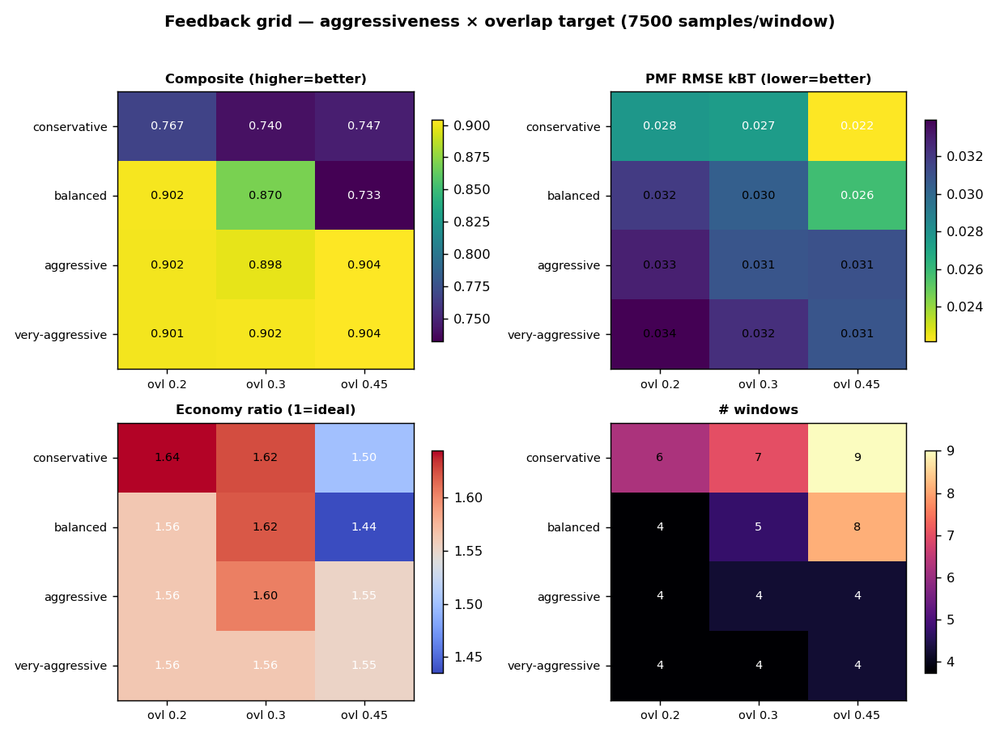 Feedback grid — aggressiveness × overlap target (7500 samples/window)
Composite (higher=better)
conservative 0.767 0.740 0.747
balanced 0.902 0.870 0.733
aggressive 0.902 0.898 0.904
very-aggressive 0.901 0.902 0.904
ovl 0.2 ovl 0.3 ovl 0.45
0.900
0.875
0.850
0.825
0.800
0.775
0.750
PMF RMSE kBT (lower=better)
conservative 0.028 0.027 0.022
balanced 0.032 0.030 0.026
aggressive 0.033 0.031 0.031
very-aggressive 0.034 0.032 0.031
ovl 0.2 ovl 0.3 ovl 0.45
0.032
0.030
0.028
0.026
0.024
Economy ratio (1=ideal)
conservative 1.64 1.62 1.50
balanced 1.56 1.62 1.44
aggressive 1.56 1.60 1.55
very-aggressive 1.56 1.56 1.55
ovl 0.2 ovl 0.3 ovl 0.45
1.60
1.55
1.50
1.45
# windows
conservative 6 7 9
balanced 4 5 8
aggressive 4 4 4
very-aggressive 4 4 4
ovl 0.2 ovl 0.3 ovl 0.45
9
8
7
6
5
4